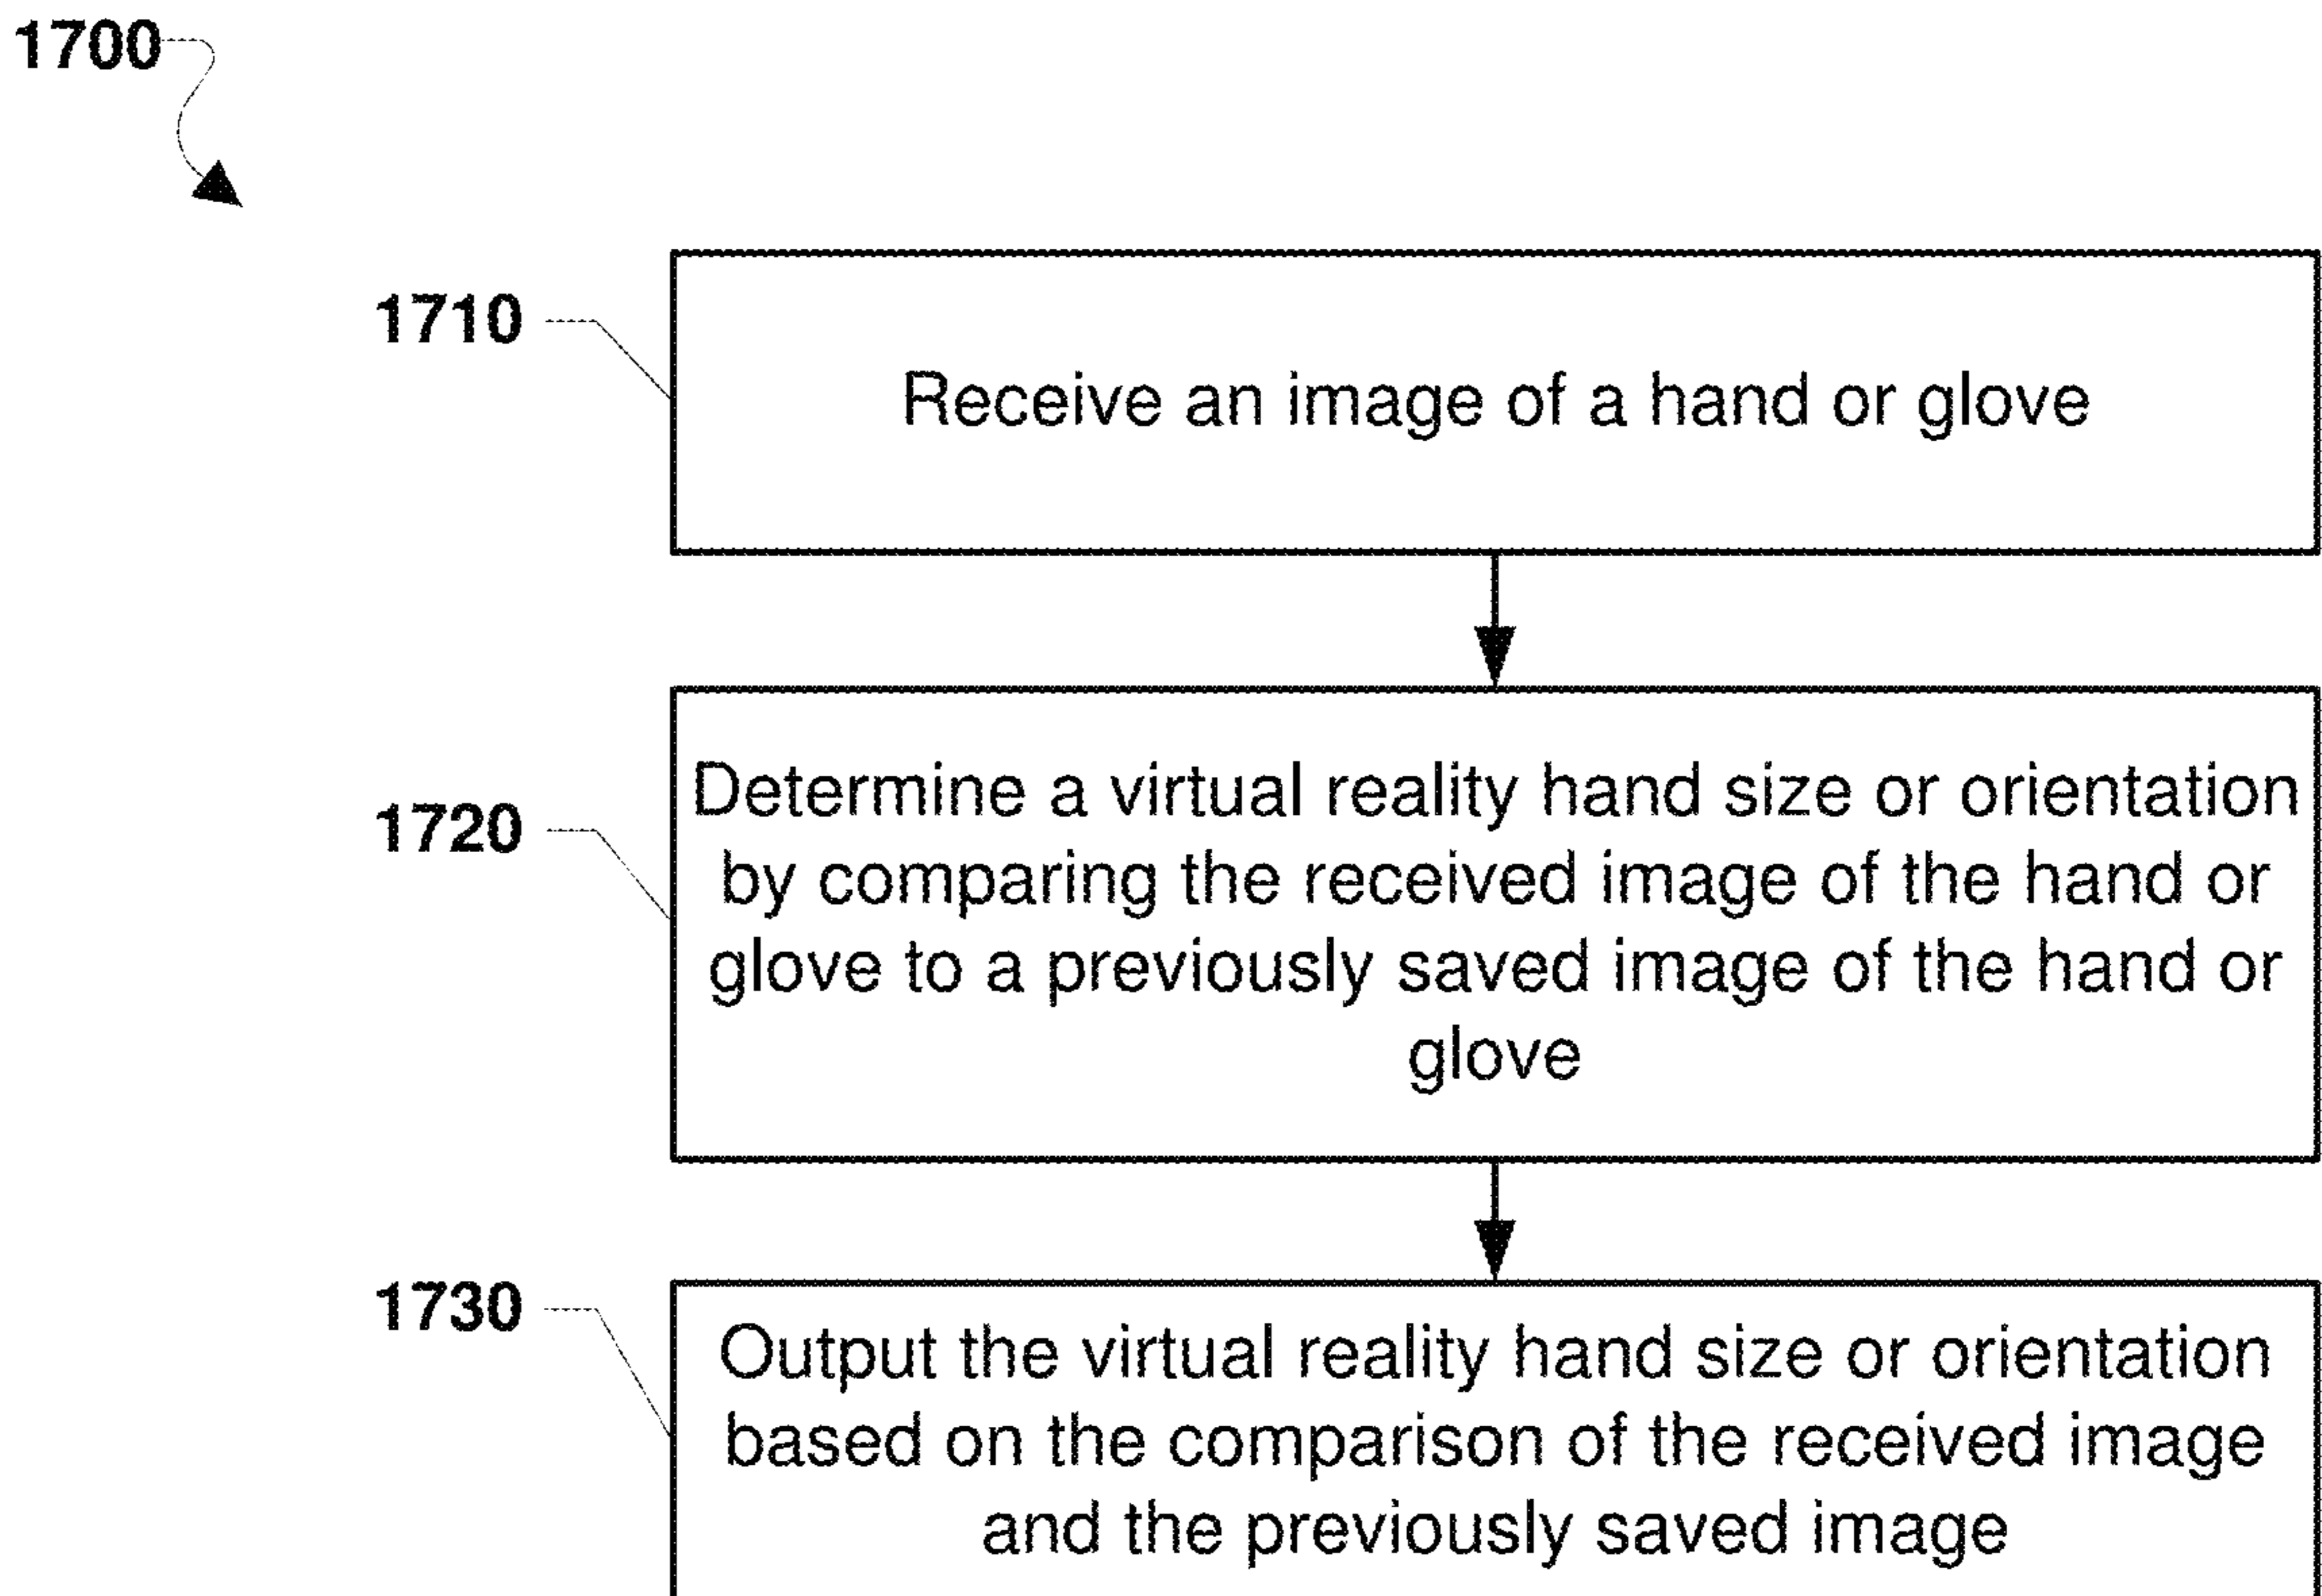 1700
1710
Receive an image of a hand or glove
1720
Determine a virtual reality hand size or orientation
by comparing the received image of the hand or
glove to a previously saved image of the hand or
glove
1730
Output the virtual reality hand size or orientation
based on the comparison of the received image
and the previously saved image